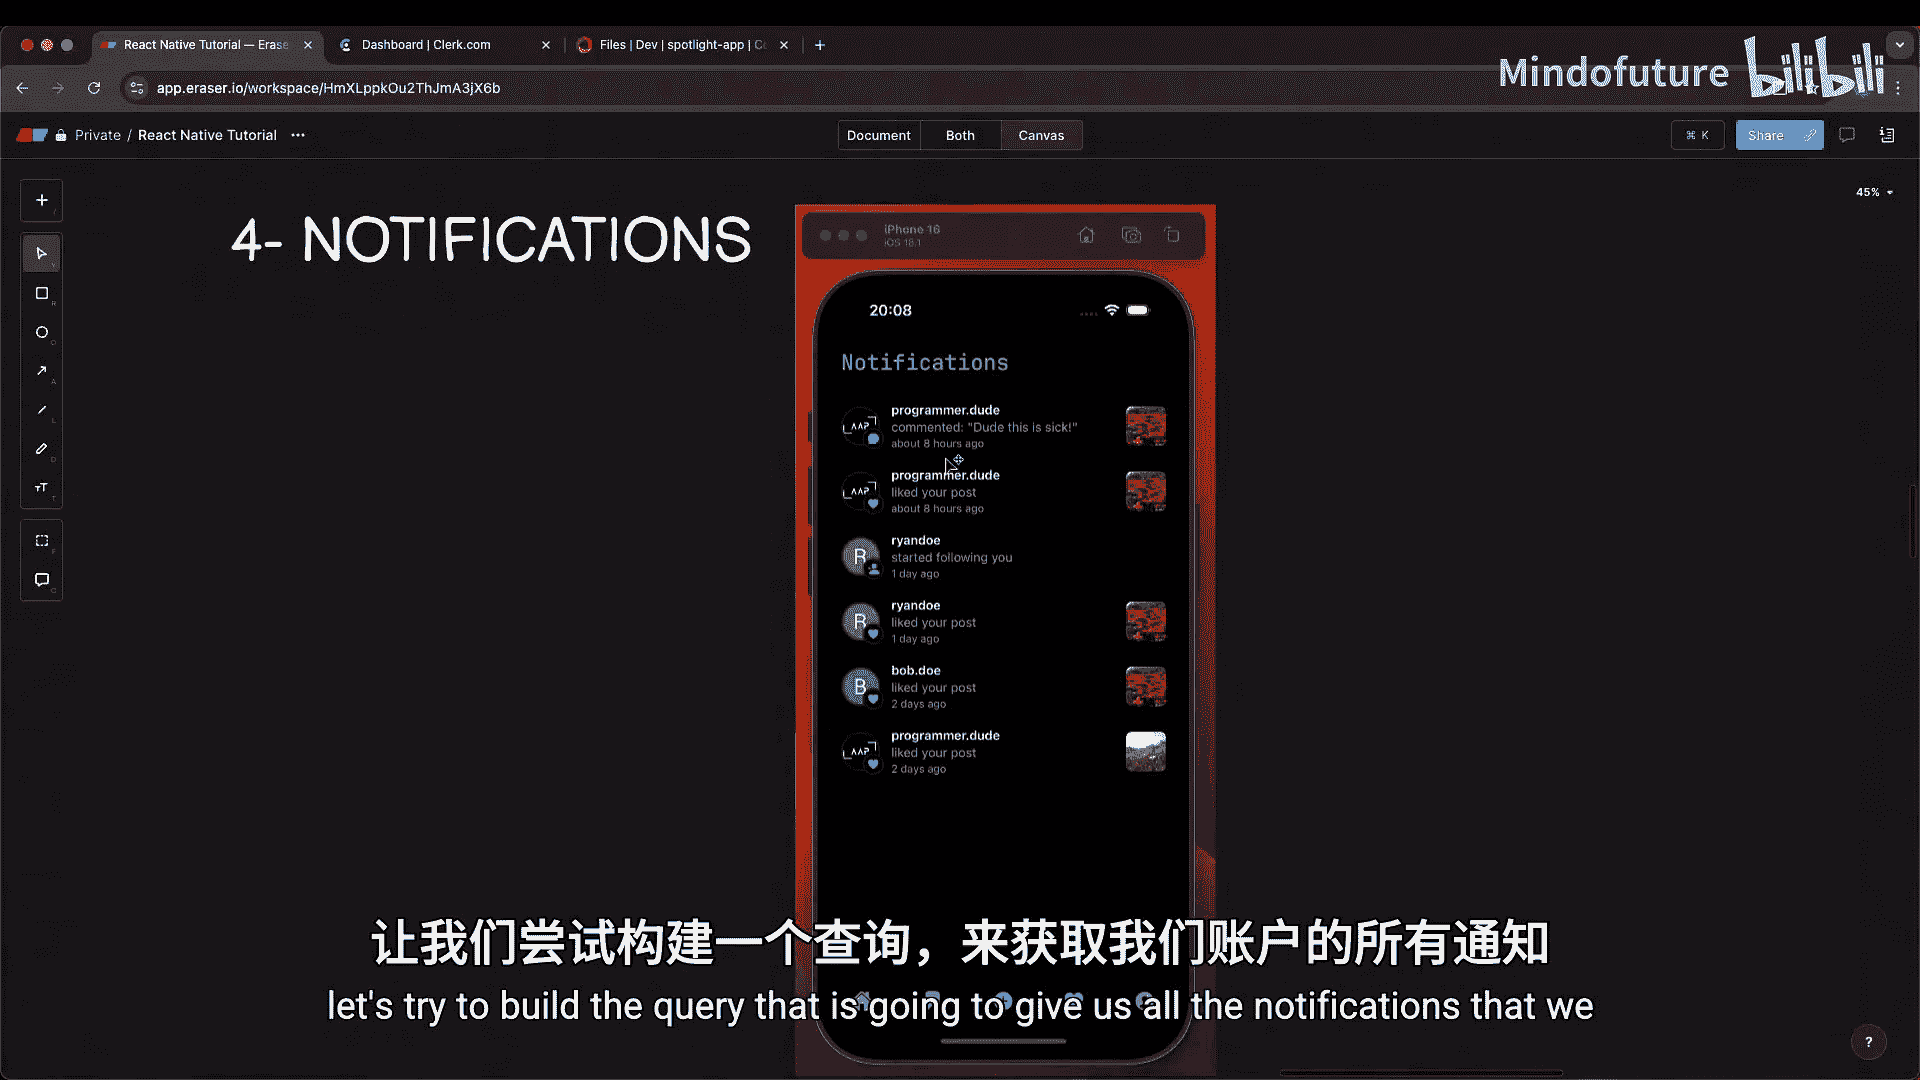 React Native Tutorial — Erase
Dashboard | Clerk.com
Files | Dev | spotlight-app | Co
Mindofuture
bilibili
app.eraser.io/workspace/HmXLppkOu2ThJmA3jX6b
Private / React Native Tutorial
Document
Both
Canvas
⌘ K
Share
45%
4- NOTIFICATIONS
iPhone 16
iOS 18.1
20:08
Notifications
programmer.dude
commented: "Dude this is sick!"
about 8 hours ago
programmer.dude
liked your post
about 8 hours ago
R
ryandoe
started following you
1 day ago
R
ryandoe
liked your post
1 day ago
B
bob.doe
liked your post
2 days ago
programmer.dude
liked your post
2 days ago
让我们尝试构建一个查询，来获取我们账户的所有通知
let's try to build the query that is going to give us all the notifications that we
?